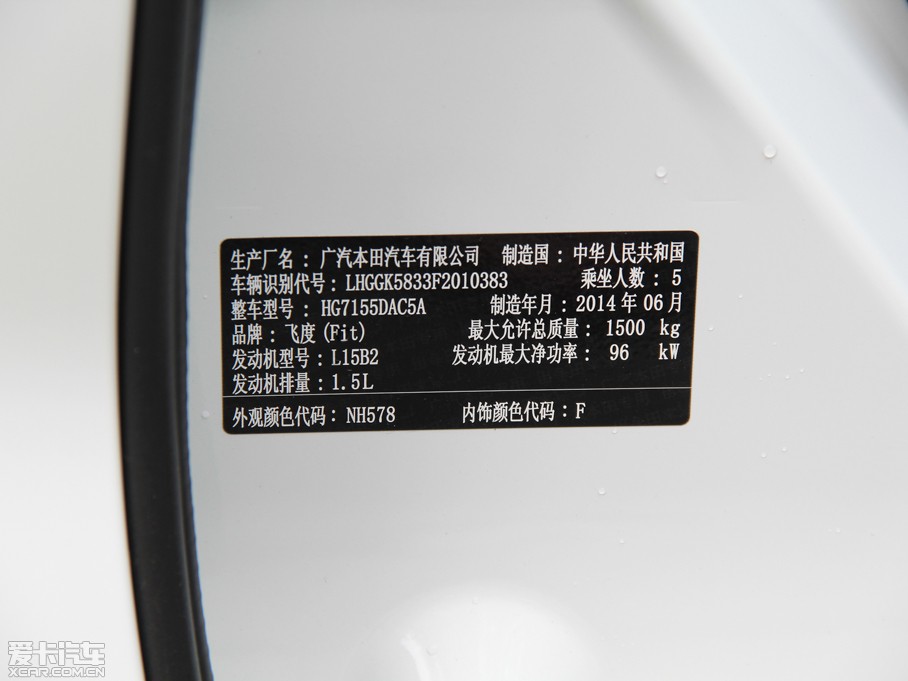 生产厂名：广汽本田汽车有限公司 制造国：中华人民共和国
车辆识别代号：LHGGK5833F2010383 乘坐人数：5
整车型号：HG7155DAC5A 制造年月：2014年06月
品牌：飞度(Fit) 最大允许总质量：1500 kg
发动机型号：L15B2 发动机最大净功率：96 kW
发动机排量：1.5L
外观颜色代码：NH578 内饰颜色代码：F
爱卡汽车
XCAR.COM.CN